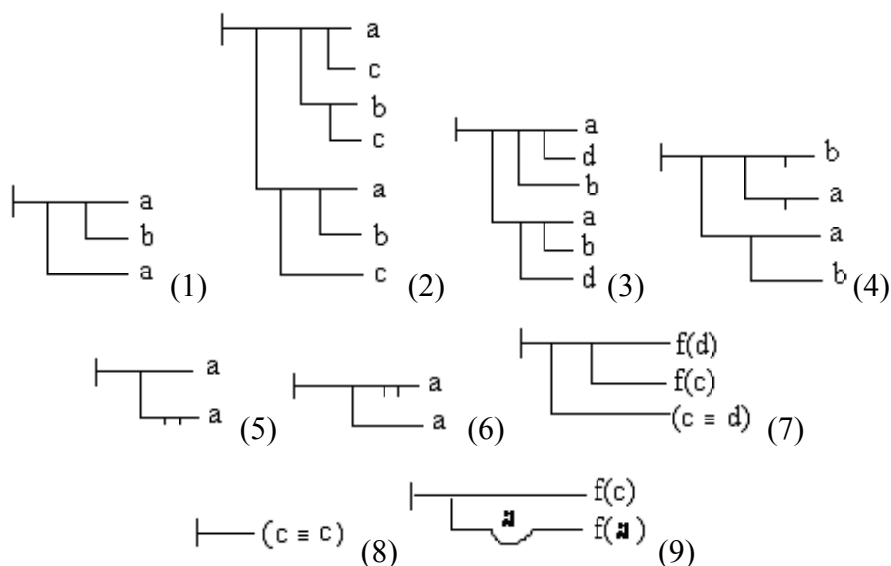 a
b
a
(1)
a
c
b
c
a
b
c
(2)
a
d
b
a
b
d
(3)
b
a
a
b
(4)
a
a
(5)
a
a
(6)
f(d)
f(c)
(c ≡ d)
(7)
(c ≡ c)
(8)
f(c)
f( )
(9)